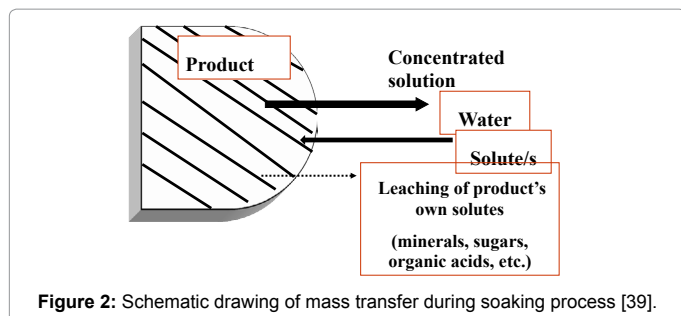 Product
Concentrated
solution
Water
Solute/s
Leaching of product's
own solutes
(minerals, sugars,
organic acids, etc.)
Figure 2: Schematic drawing of mass transfer during soaking process [39].